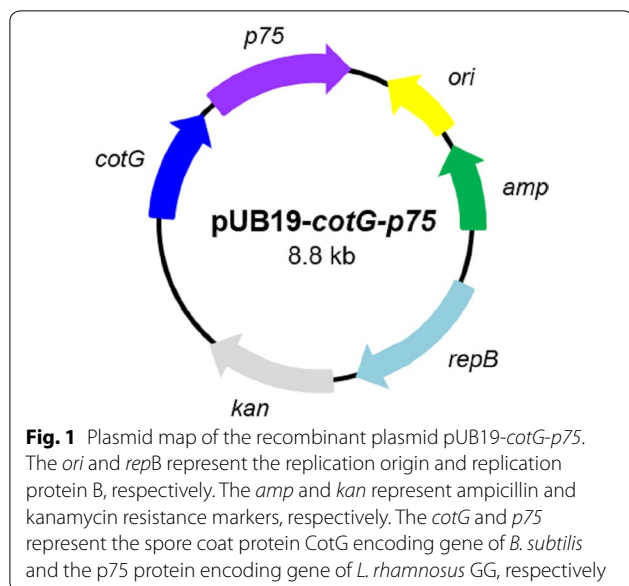 p75
ori
cotG
amp
pUB19-cotG-p75
8.8 kb
repB
kan
Fig. 1 Plasmid map of the recombinant plasmid pUB19-cotG-p75.
The ori and repB represent the replication origin and replication
protein B, respectively. The amp and kan represent ampicillin and
kanamycin resistance markers, respectively. The cotG and p75
represent the spore coat protein CotG encoding gene of B. subtilis
and the p75 protein encoding gene of L. rhamnosus GG, respectively